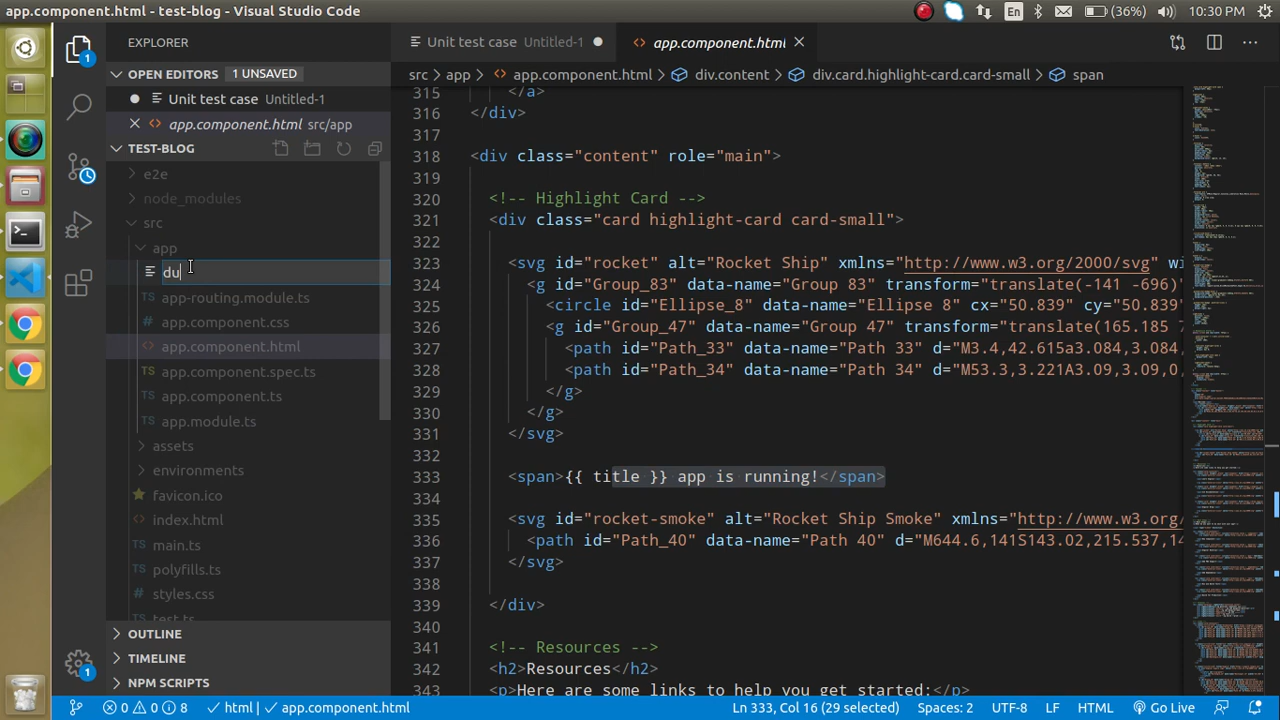 app.component.html - test-blog - Visual Studio Code
En
(36%)
10:30 PM
1
1
EXPLORER
OPEN EDITORS 1 UNSAVED
Unit test case Untitled-1
app.component.html src/app
TEST-BLOG
e2e
node_modules
src
app
du
app-routing.module.ts
app.component.css
app.component.html
app.component.spec.ts
app.component.ts
app.module.ts
assets
environments
favicon.ico
index.html
main.ts
polyfills.ts
styles.css
test.ts
OUTLINE
TIMELINE
NPM SCRIPTS
Unit test case Untitled-1
app.component.html
src > app > app.component.html > div.content > div.card.highlight-card.card-small > span
315 </a>
316 </div>
317
318 <div class="content" role="main">
319
320 <!-- Highlight Card -->
321 <div class="card highlight-card card-small">
322
323 <svg id="rocket" alt="Rocket Ship" xmlns="http://www.w3.org/2000/svg" wi
324 <g id="Group_83" data-name="Group 83" transform="translate(-141 -696)"
325 <circle id="Ellipse_8" data-name="Ellipse 8" cx="50.839" cy="50.839"
326 <g id="Group_47" data-name="Group 47" transform="translate(165.185 7
327 <path id="Path_33" data-name="Path 33" d="M3.4,42.615a3.084,3.084,
328 <path id="Path_34" data-name="Path 34" d="M53.3,3.221A3.09,3.09,0,
329 </g>
330 </g>
331 </svg>
332
333 <span>{{ title }} app is running!</span>
334
335 <svg id="rocket-smoke" alt="Rocket Ship Smoke" xmlns="http://www.w3.org/
336 <path id="Path_40" data-name="Path 40" d="M644.6,141S143.02,215.537,14
337 </svg>
338
339 </div>
340
341 <!-- Resources -->
342 <h2>Resources</h2>
343 <p>Here are some links to help you get started:</p>
0 0 8 html app.component.html
Ln 333, Col 16 (29 selected) Spaces: 2 UTF-8 LF HTML Go Live